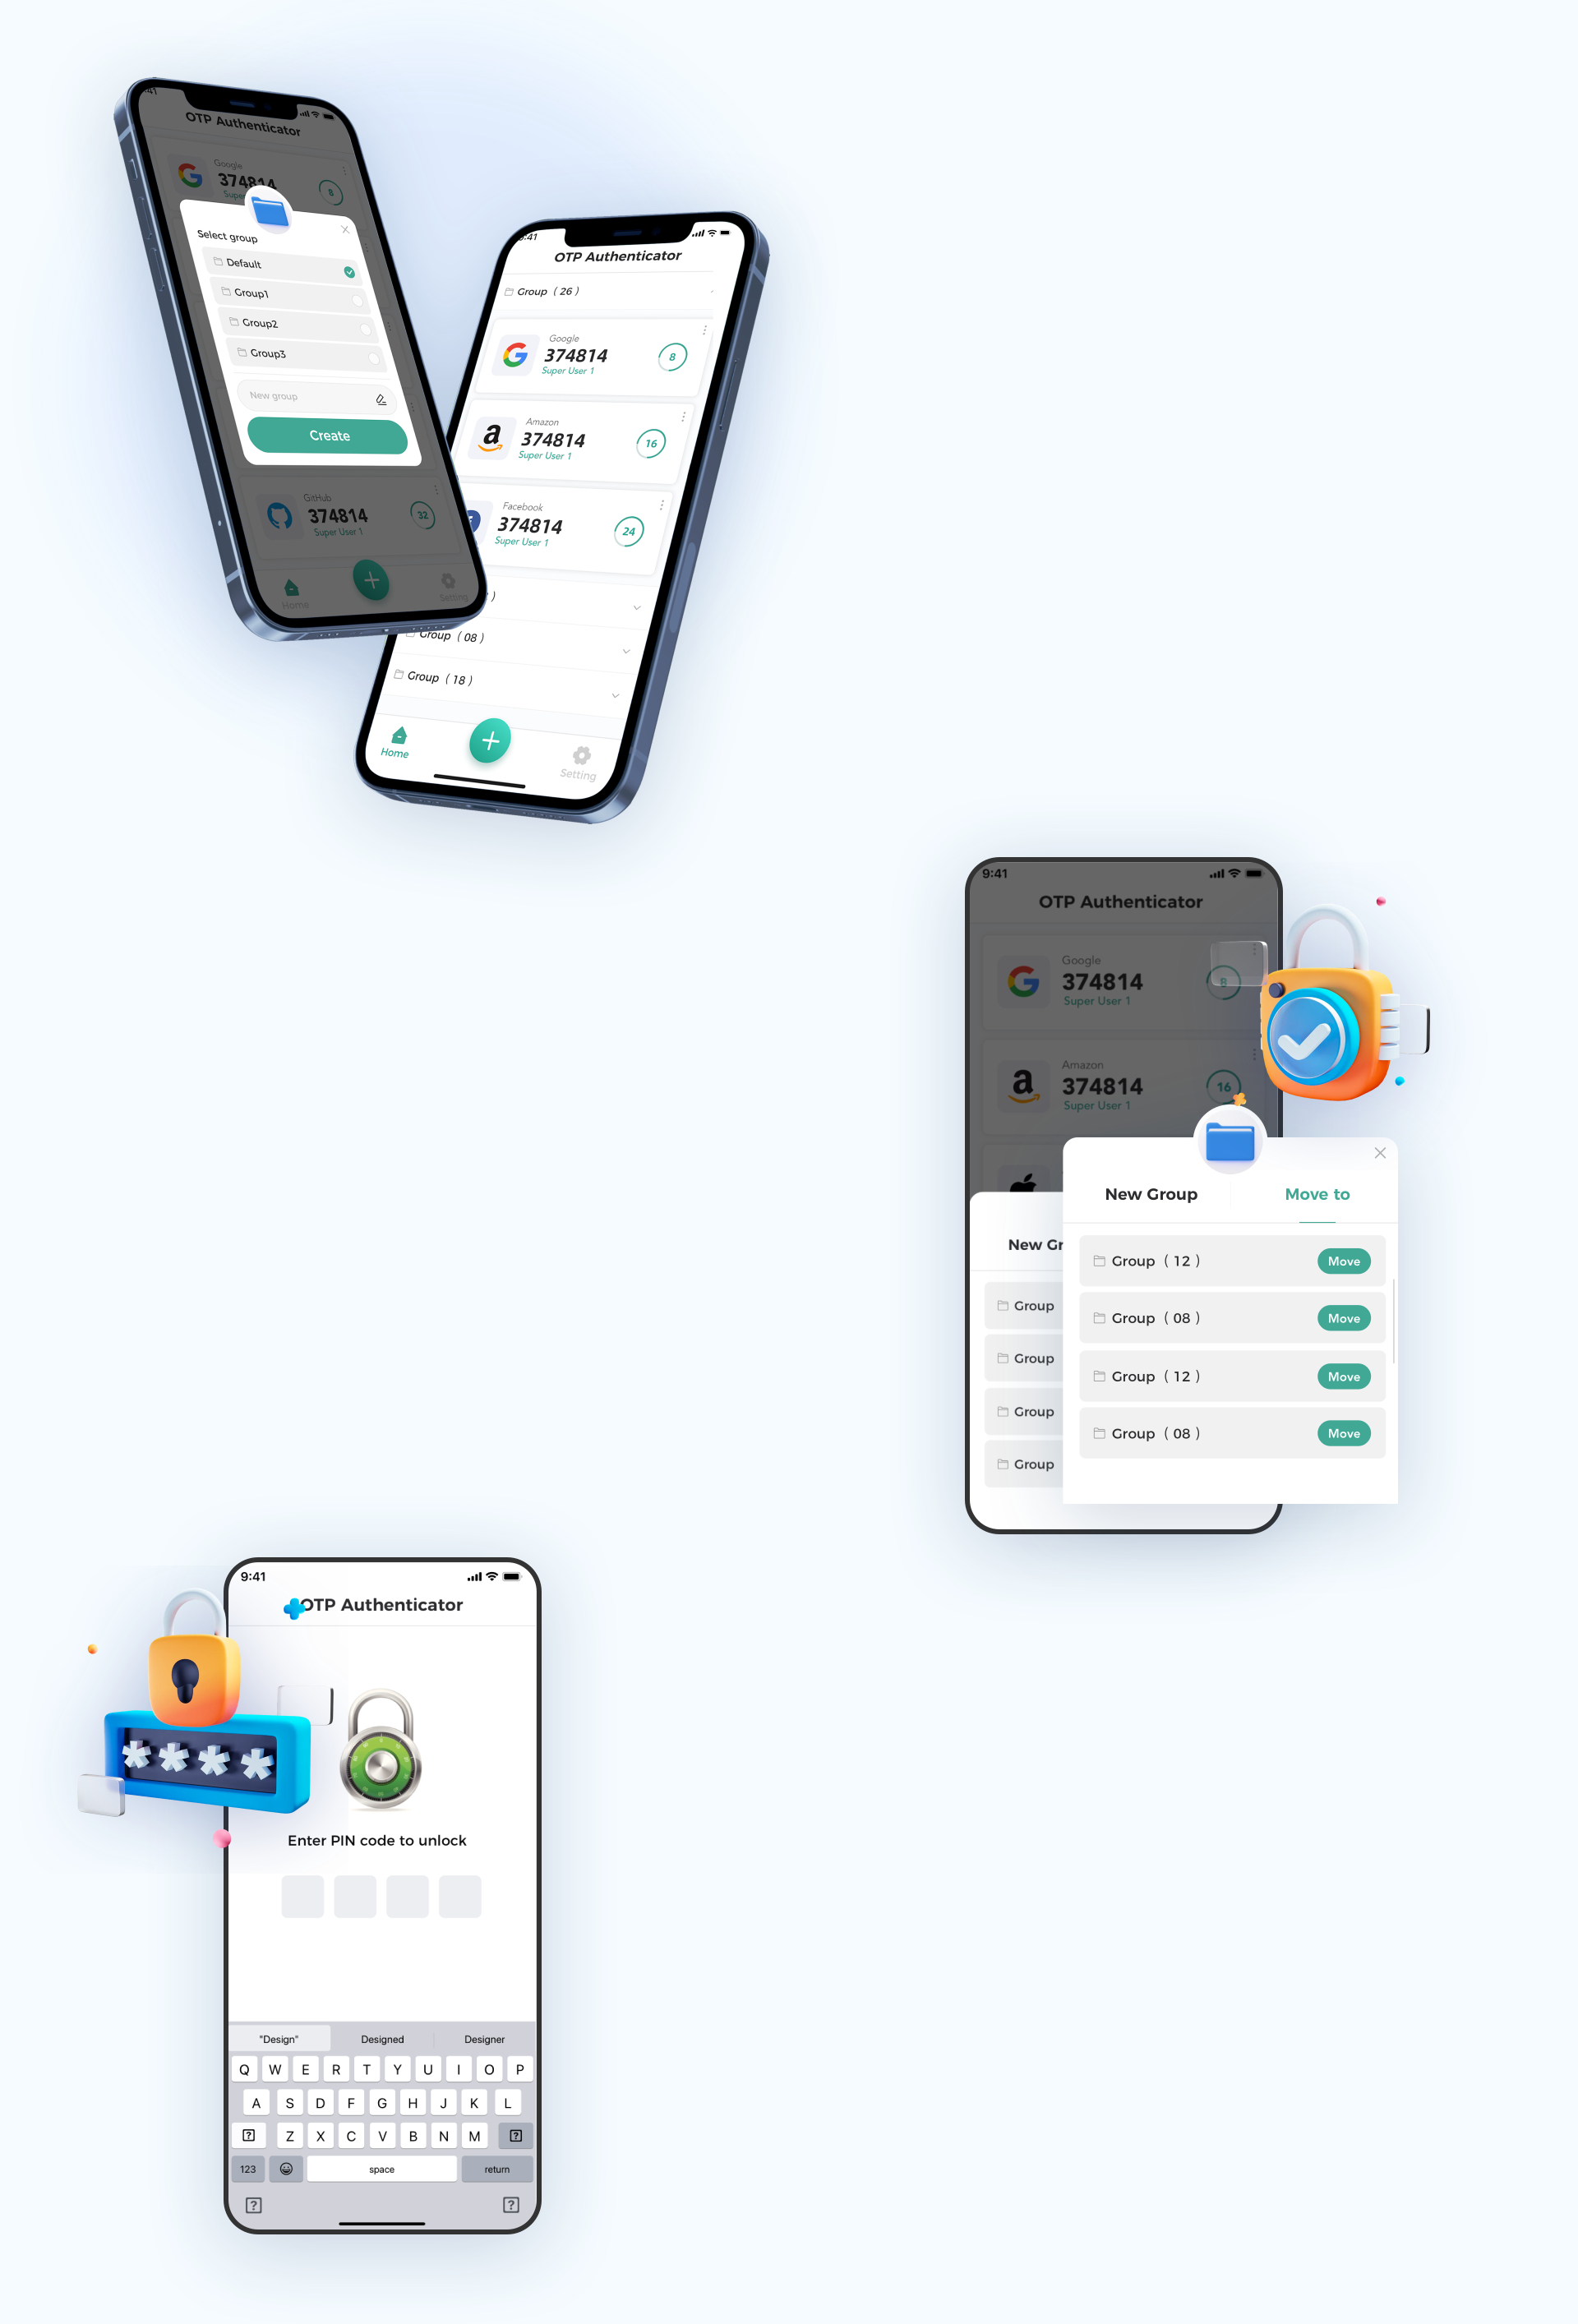 OTP Authenticator
Google
374814
8
Select group
Default
Group1
Group2
Group3
New group
Create
GitHub
374814
Super User 1
32
Home
Setting
9:41
OTP Authenticator
Group ( 26 )
Google
374814
Super User 1
8
Amazon
374814
Super User 1
16
Facebook
374814
Super User 1
24
Group ( 08 )
Group ( 18 )
Home
Setting
9:41
OTP Authenticator
Google
374814
Super User 1
8
Amazon
374814
Super User 1
16
New Group
Move to
Group ( 12 )
Move
Group ( 08 )
Move
Group ( 12 )
Move
Group ( 08 )
Move
New Gr
Group
Group
Group
Group
9:41
OTP Authenticator
* * * *
Enter PIN code to unlock
"Design" Designed Designer
Q W E R T Y U I O P
A S D F G H J K L
Z X C V B N M
123 space return